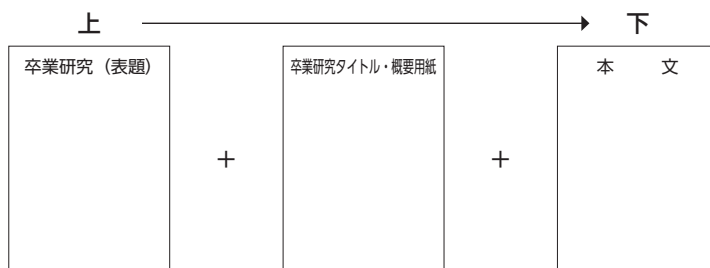 上 下
卒業研究（表題） + 卒業研究タイトル・概要用紙 + 本 文